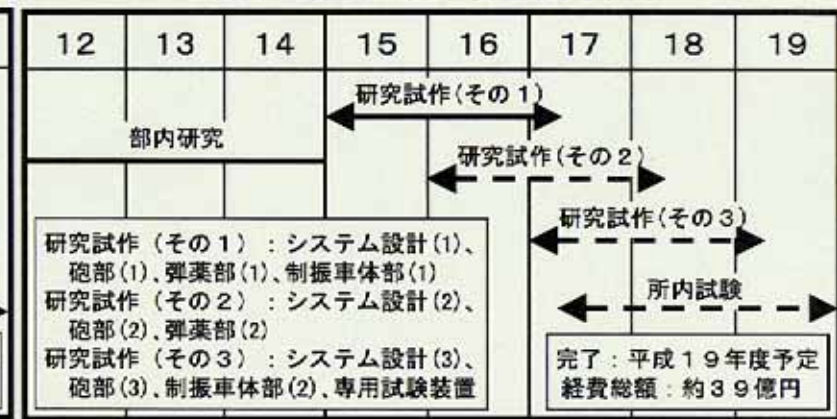 12 13 14 15 16 17 18 19
研究試作(その1)
部内研究
研究試作(その2)
研究試作(その3)
所内試験
研究試作（その1）：システム設計(1)、
砲部(1)、弾薬部(1)、制振車体部(1)
研究試作（その2）：システム設計(2)、
砲部(2)、弾薬部(2)
研究試作（その3）：システム設計(3)、
砲部(3)、制振車体部(2)、専用試験装置
完了：平成19年度予定
経費総額：約39億円